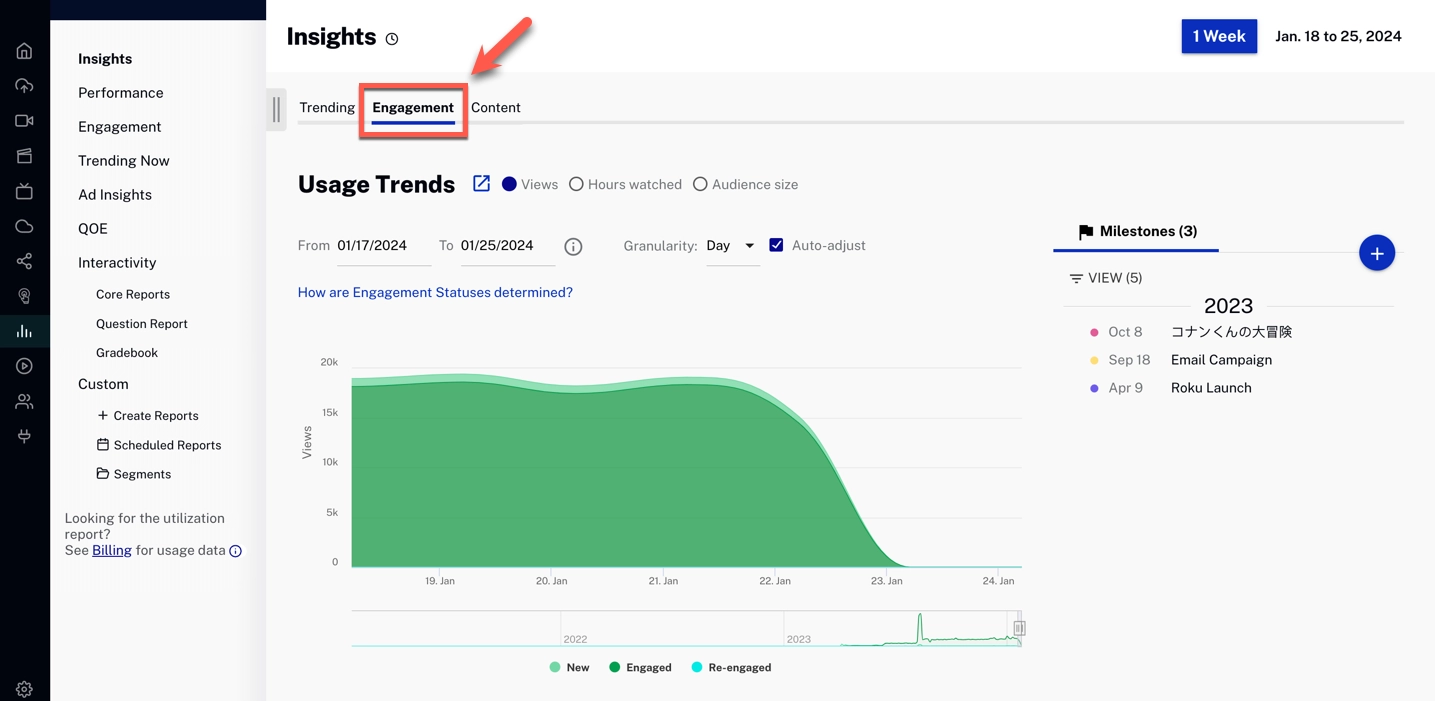 Insights
Performance
Engagement
Trending Now
Ad Insights
QOE
Interactivity
Core Reports
Question Report
Gradebook
Custom
Create Reports
Scheduled Reports
Segments
Looking for the utilization
report?
See Billing for usage data
Insights
1 Week Jan. 18 to 25, 2024
Trending Engagement Content
Usage Trends Views Hours watched Audience size
From 01/17/2024 To 01/25/2024 Granularity: Day Auto-adjust
How are Engagement Statuses determined?
Views
20k
15k
10k
5k
0
19. Jan 20. Jan 21. Jan 22. Jan 23. Jan 24. Jan
2022 2023
New Engaged Re-engaged
Milestones (3)
VIEW (5)
2023
Oct 8 コナンくんの大冒険
Sep 18 Email Campaign
Apr 9 Roku Launch